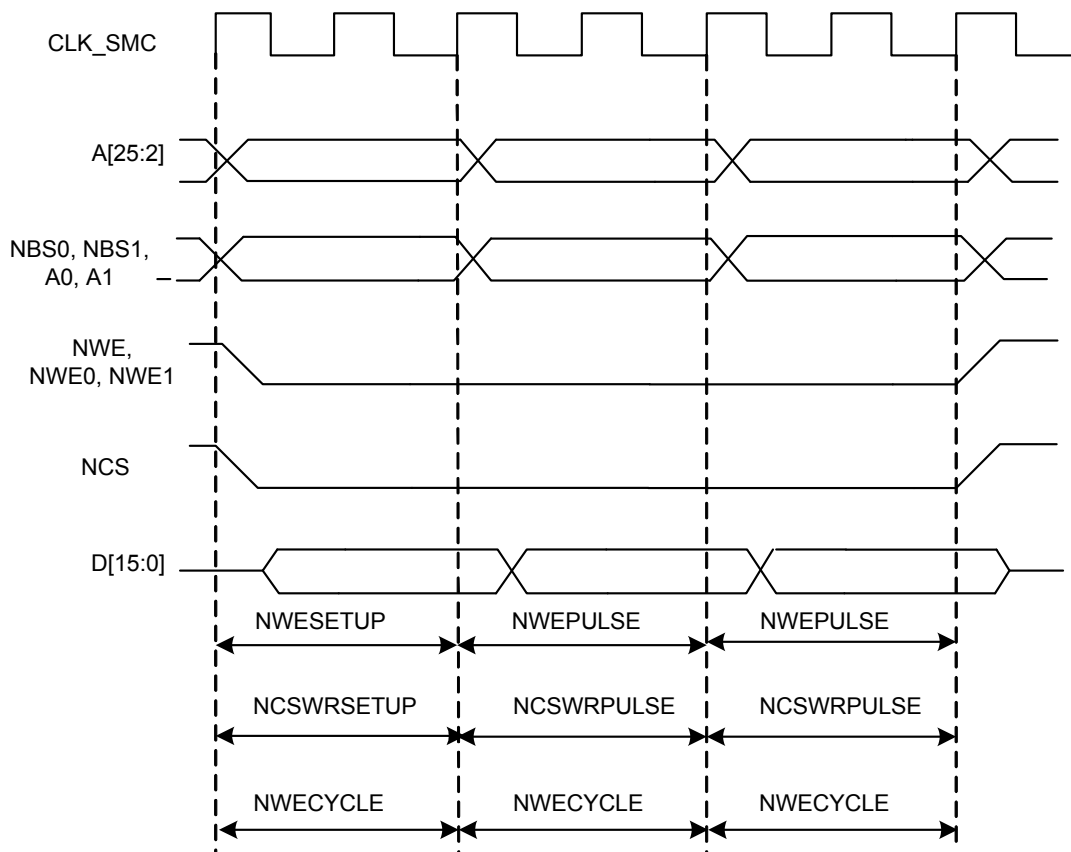 CLK_SMC
A[25:2]
NBS0, NBS1,
A0, A1
NWE,
NWE0, NWE1
NCS
D[15:0]
NWESETUP NWEPULSE NWEPULSE
NCSWRSETUP NCSWRPULSE NCSWRPULSE
NWECYCLE NWECYCLE NWECYCLE